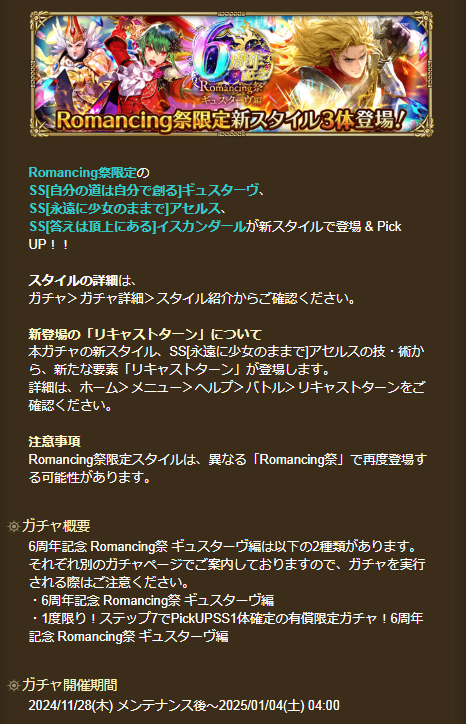 6周年
記念
Romancing祭
ギュスターヴ編
Romancing祭限定新スタイル3体登場!
Romancing祭限定の
SS[自分の道は自分で創る]ギュスターヴ、
SS[永遠に少女のままで]アセルス、
SS[答えは頂上にある]イスカンダールが新スタイルで登場 & Pick
UP！！
スタイルの詳細は、
ガチャ＞ガチャ詳細＞スタイル紹介からご確認ください。
新登場の「リキャストターン」について
本ガチャの新スタイル、SS[永遠に少女のままで]アセルスの技・術か
ら、新たな要素「リキャストターン」が登場します。
詳細は、ホーム＞メニュー＞ヘルプ＞バトル＞リキャストターンをご
確認ください。
注意事項
Romancing祭限定スタイルは、異なる「Romancing祭」で再度登場す
る可能性があります。
ガチャ概要
6周年記念 Romancing祭 ギュスターヴ編は以下の2種類があります。
それぞれ別のガチャページでご案内しておりますので、ガチャを実行
される際はご注意ください。
・6周年記念 Romancing祭 ギュスターヴ編
・1度限り！ステップ7でPickUPSS1体確定の有償限定ガチャ！6周年
記念 Romancing祭 ギュスターヴ編
ガチャ開催期間
2024/11/28(木) メンテナンス後～2025/01/04(土) 04:00